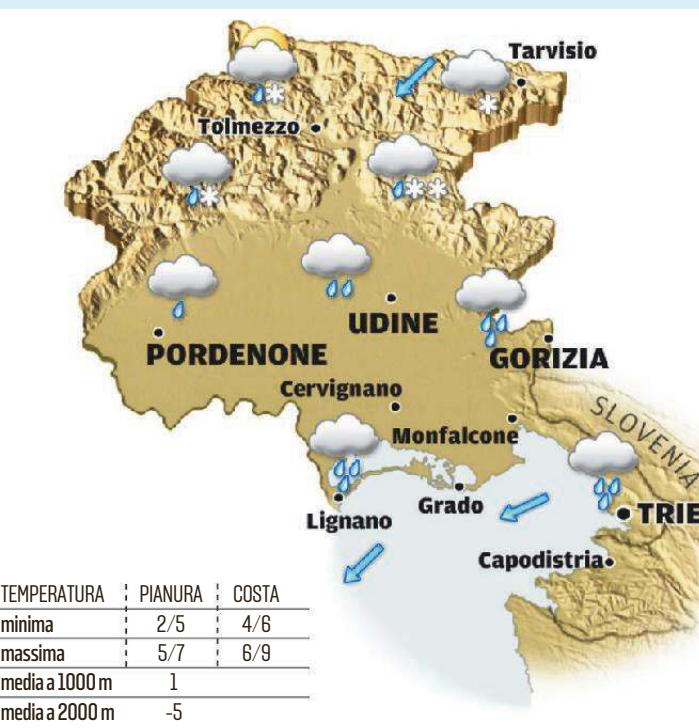 Tarvisio
Tolmezzo
UDINE
PORDENONE
GORIZIA
Cervignano
SLOVENIA
Monfalcone
Grado
TRIE
Lignano
Capodistria
TEMPERATURA PIANURA COSTA
minima 2/5 4/6
massima 5/7 6/9
media a 1000 m 1
media a 2000 m -5